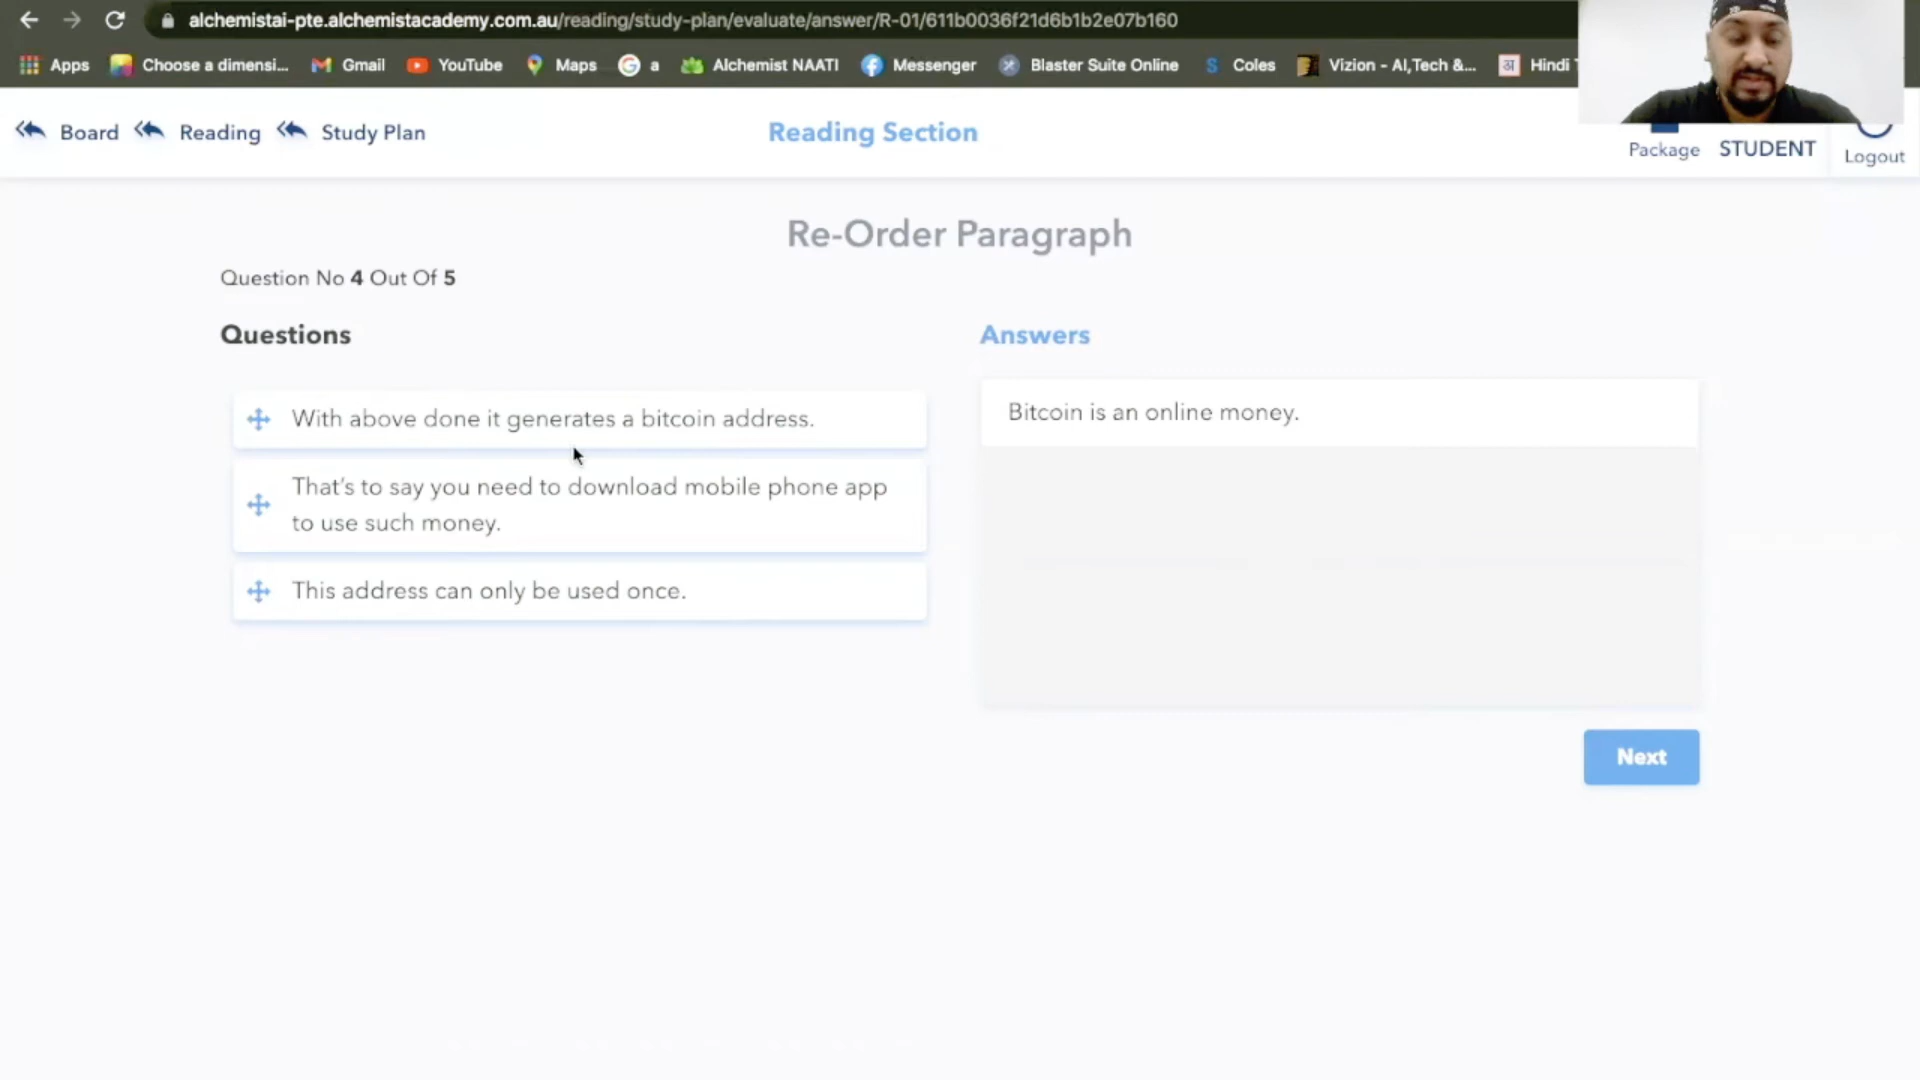 alchemistai-pte.alchemistacademy.com.au/reading/study-plan/evaluate/answer/R-01/611b0036f21d6b1b2e07b160
Apps Choose a dimensi... Gmail YouTube Maps a Alchemist NAATI Messenger Blaster Suite Online Coles Vizion - AI,Tech &... Hindi
Board Reading Study Plan Reading Section Package STUDENT Logout
Re-Order Paragraph
Question No 4 Out Of 5
Questions
With above done it generates a bitcoin address.
That's to say you need to download mobile phone app
to use such money.
This address can only be used once.
Answers
Bitcoin is an online money.
Next